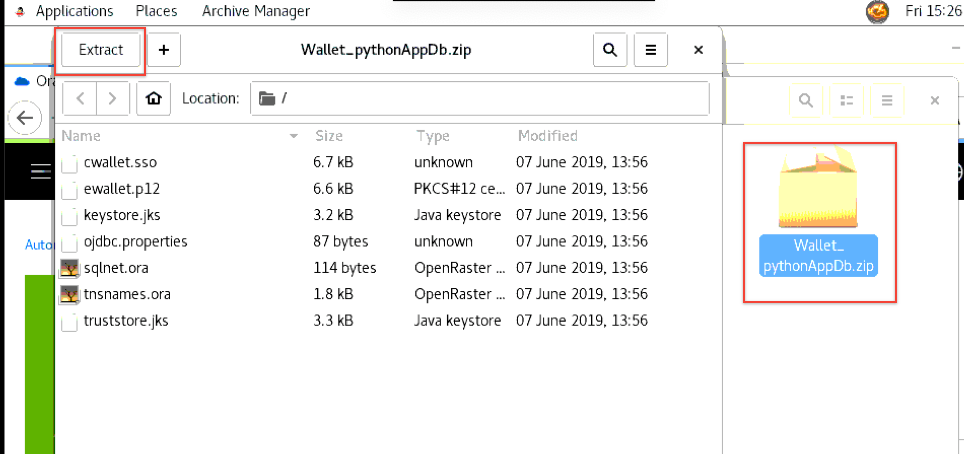 Applications Places Archive Manager Fri 15:26
Extract + Wallet_pythonAppDb.zip
Location: /
Name Size Type Modified
cwallet.sso 6.7 kB unknown 07 June 2019, 13:56
ewallet.p12 6.6 kB PKCS#12 ce... 07 June 2019, 13:56
keystore.jks 3.2 kB Java keystore 07 June 2019, 13:56
ojdbc.properties 87 bytes unknown 07 June 2019, 13:56
sqlnet.ora 114 bytes OpenRaster ... 07 June 2019, 13:56
tnsnames.ora 1.8 kB OpenRaster ... 07 June 2019, 13:56
truststore.jks 3.3 kB Java keystore 07 June 2019, 13:56
Wallet_
pythonAppDb.zip